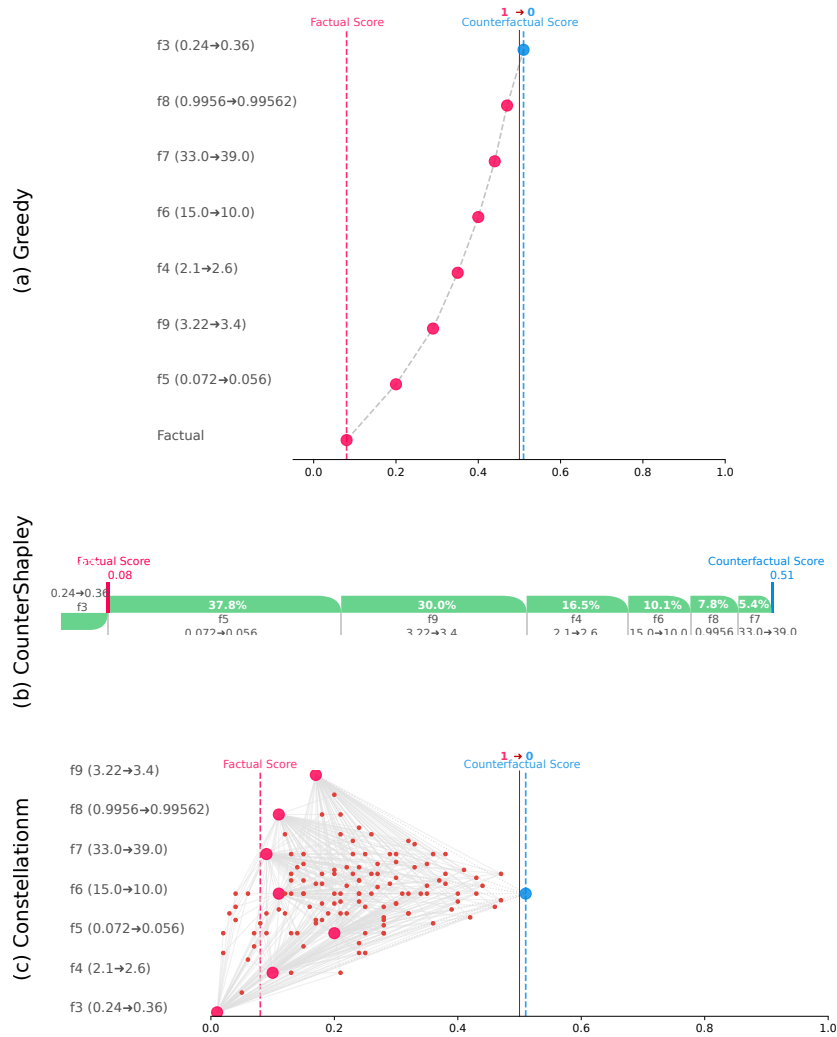 1 ➔ 0
Factual Score
Counterfactual Score
f3 (0.24➔0.36)
f8 (0.9956➔0.99562)
f7 (33.0➔39.0)
f6 (15.0➔10.0)
f4 (2.1➔2.6)
f9 (3.22➔3.4)
f5 (0.072➔0.056)
Factual
0.0 0.2 0.4 0.6 0.8 1.0
(a) Greedy
Factual Score
0.08
Counterfactual Score
0.51
0.24➔0.36
f3
37.8% 30.0% 16.5% 10.1% 7.8% 5.4%
f5 f9 f4 f6 f8 f7
0.072➔0.056 3.22➔3.4 2.1➔2.6 15.0➔10.0 0.9956 33.0➔39.0
(b) CounterShapley
1 ➔ 0
Factual Score
Counterfactual Score
f9 (3.22➔3.4)
f8 (0.9956➔0.99562)
f7 (33.0➔39.0)
f6 (15.0➔10.0)
f5 (0.072➔0.056)
f4 (2.1➔2.6)
f3 (0.24➔0.36)
0.0 0.2 0.4 0.6 0.8 1.0
(c) Constellationm